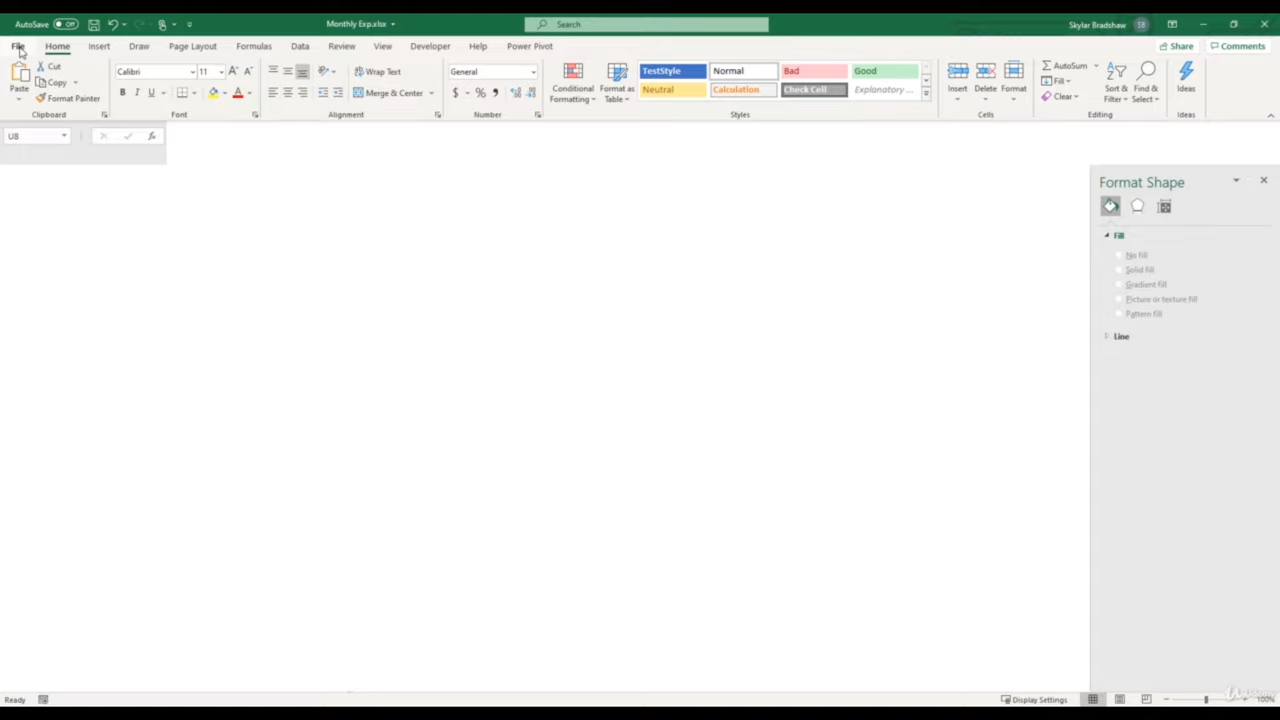 AutoSave Off
Monthly Exp.xlsx
Search
Skylar Bradshaw SB
File Home Insert Draw Page Layout Formulas Data Review View Developer Help Power Pivot
Share Comments
Paste
Cut
Copy
Format Painter
Clipboard
Calibri 11
B I U
Font
Wrap Text
Merge & Center
Alignment
General
$ % ,
Number
Conditional
Formatting
Format as
Table
TestStyle Normal Bad Good
Neutral Calculation Check Cell Explanatory ...
Styles
Insert Delete Format
Cells
AutoSum
Fill
Clear
Sort &
Filter
Find &
Select
Editing
Ideas
Ideas
U8
fx
Format Shape
Fill
No fill
Solid fill
Gradient fill
Picture or texture fill
Pattern fill
Line
Ready
Display Settings
100%